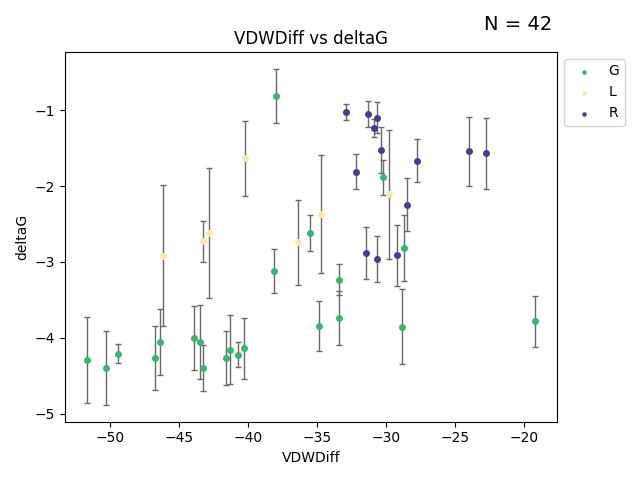 N = 42
VDWDiff vs deltaG
G
L
R
deltaG
−1
−2
−3
−4
−5
−50
−45
−40
−35
−30
−25
−20
VDWDiff